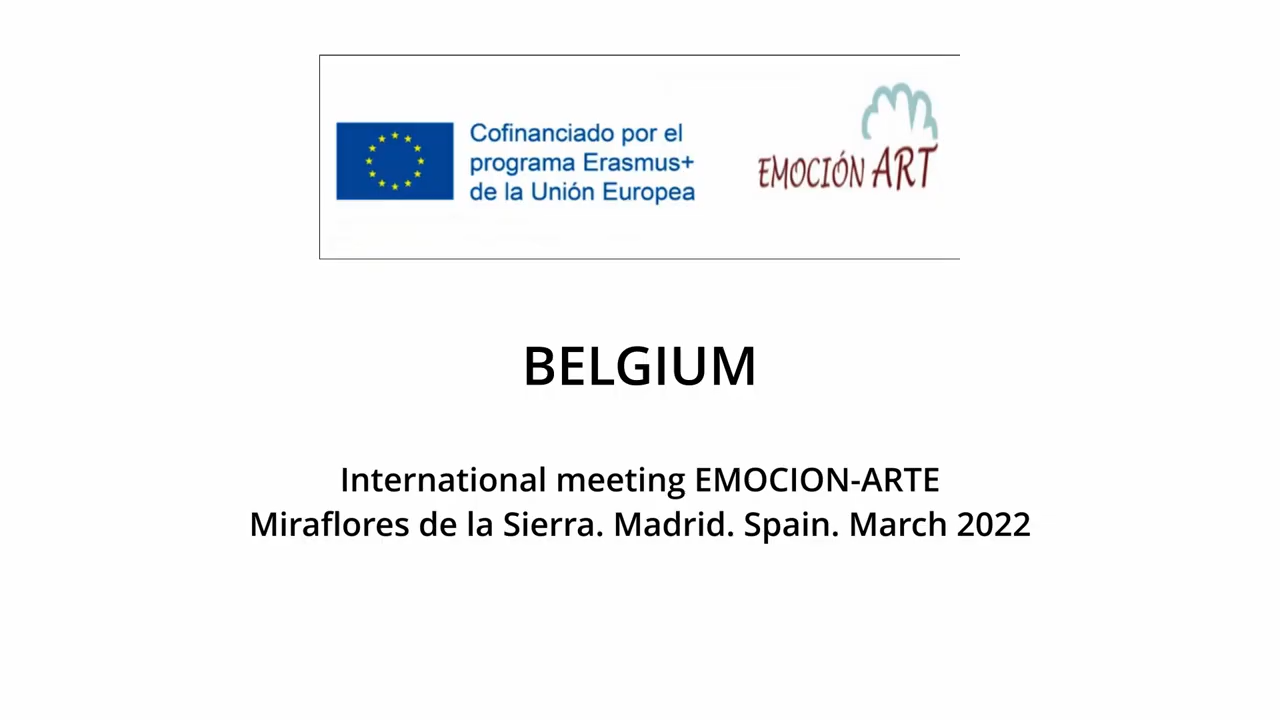 Cofinanciado por el
programa Erasmus+
de la Unión Europea
EMOCIÓN ART
BELGIUM
International meeting EMOCION-ARTE
Miraflores de la Sierra. Madrid. Spain. March 2022